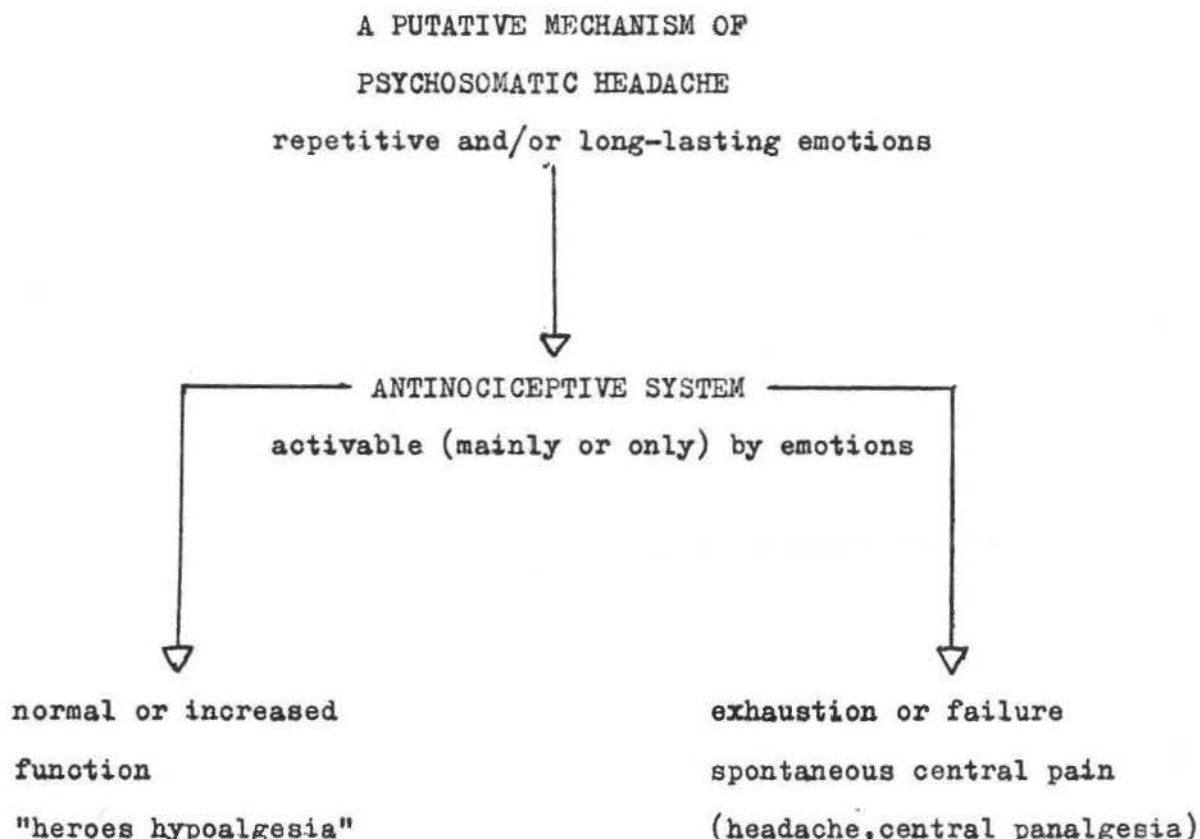 A PUTATIVE MECHANISM OF
PSYCHOSOMATIC HEADACHE
repetitive and/or long-lasting emotions
ANTINOCICEPTIVE SYSTEM
activable (mainly or only) by emotions
normal or increased
function
"heroes hypoalgesia"
exhaustion or failure
spontaneous central pain
(headache,central panalgesia)